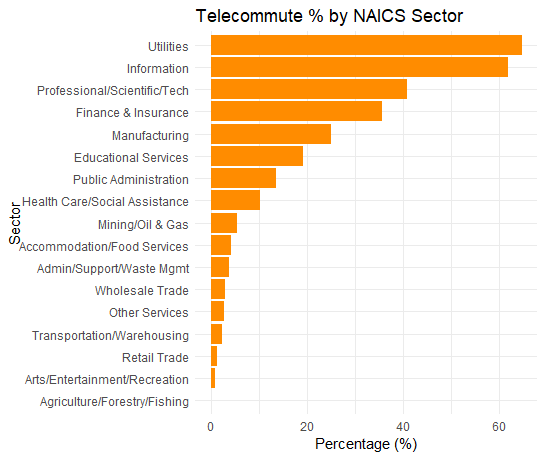 Telecommute % by NAICS Sector
Utilities
Information
Professional/Scientific/Tech
Finance & Insurance
Manufacturing
Educational Services
Public Administration
Health Care/Social Assistance
Mining/Oil & Gas
Accommodation/Food Services
Admin/Support/Waste Mgmt
Wholesale Trade
Other Services
Transportation/Warehousing
Retail Trade
Arts/Entertainment/Recreation
Agriculture/Forestry/Fishing
Sector
0 20 40 60
Percentage (%)